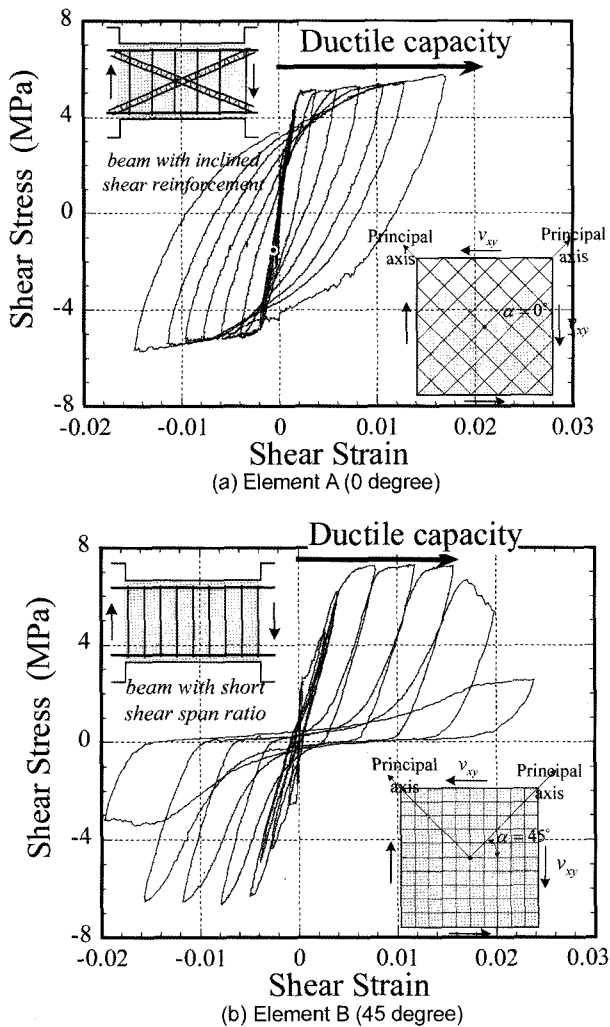 Ductile capacity
8
4
0
-4
-8
Shear Stress (MPa)
beam with inclined
shear reinforcement
Principal
axis
v_xy
Principal
axis
α = 0°
v_xy
-0.02 -0.01 0 0.01 0.02 0.03
Shear Strain
(a) Element A (0 degree)
Ductile capacity
8
4
0
-4
-8
Shear Stress (MPa)
beam with short
shear span ratio
Principal
axis
v_xy
Principal
axis
α = 45°
v_xy
-0.02 -0.01 0 0.01 0.02 0.03
Shear Strain
(b) Element B (45 degree)